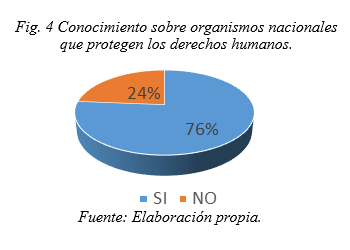 Fig. 4 Conocimiento sobre organismos nacionales
que protegen los derechos humanos.
24%
76%
SI NO
Fuente: Elaboración propia.